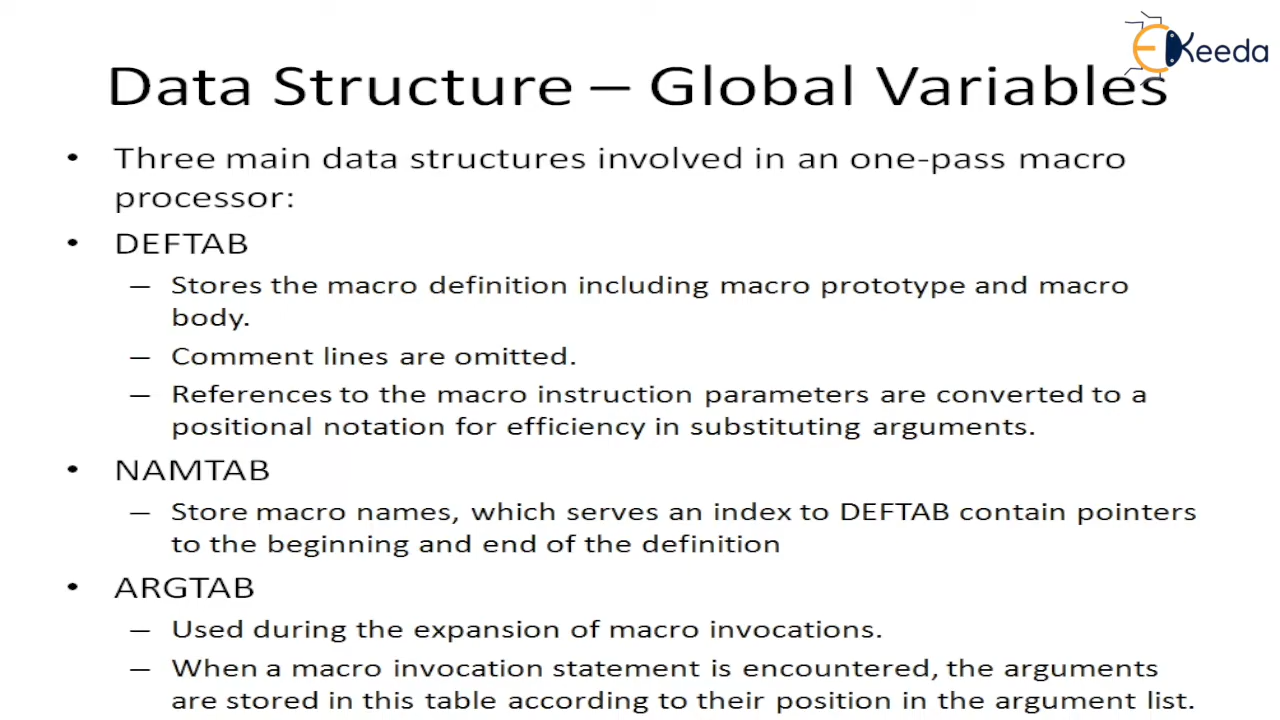 EKeeda
Data Structure – Global Variables
• Three main data structures involved in an one-pass macro
processor:
• DEFTAB
– Stores the macro definition including macro prototype and macro
body.
– Comment lines are omitted.
– References to the macro instruction parameters are converted to a
positional notation for efficiency in substituting arguments.
• NAMTAB
– Store macro names, which serves an index to DEFTAB contain pointers
to the beginning and end of the definition
• ARGTAB
– Used during the expansion of macro invocations.
– When a macro invocation statement is encountered, the arguments
are stored in this table according to their position in the argument list.